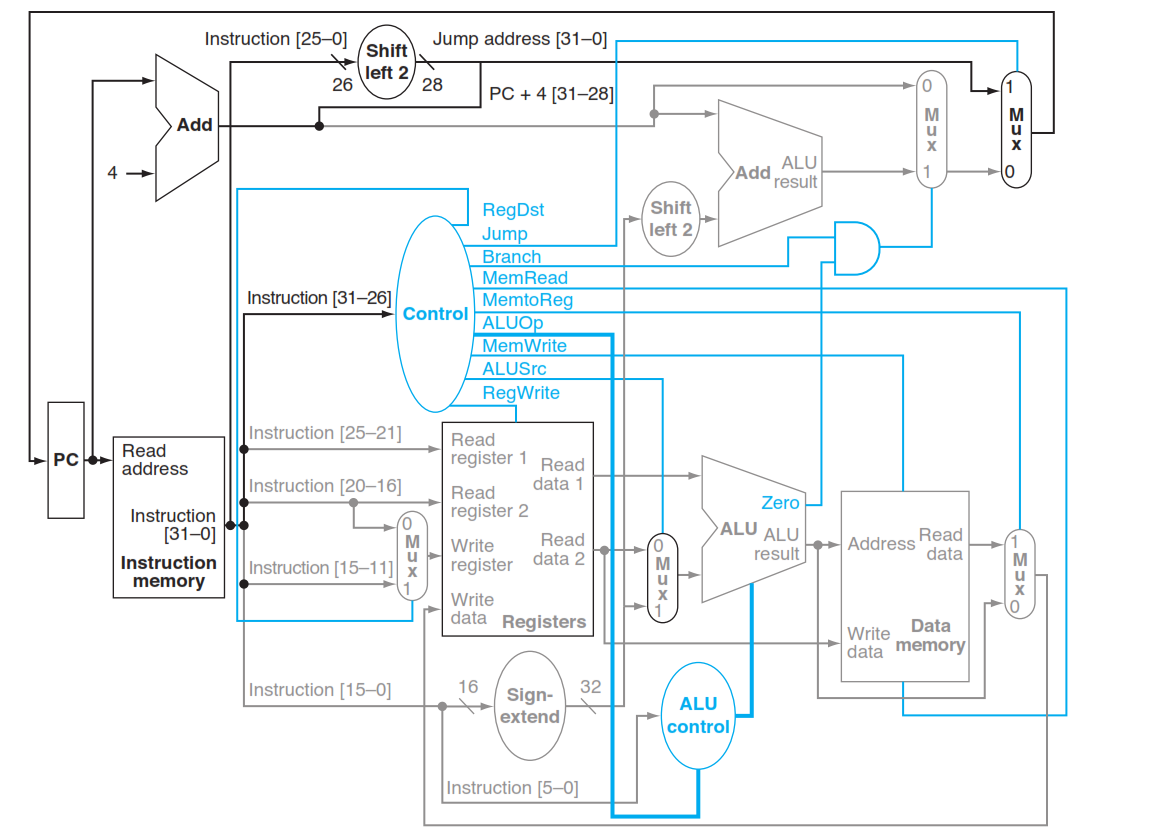 Instruction [25–0]
Jump address [31–0]
Shift
left 2
26
28
PC + 4 [31–28]
Add
4
0
M
u
x
1
1
M
u
x
0
Add
ALU
result
Shift
left 2
RegDst
Jump
Branch
MemRead
MemtoReg
ALUOp
MemWrite
ALUSrc
RegWrite
Instruction [31–26]
Control
PC
Read
address
Instruction
[31–0]
Instruction
memory
Instruction [25–21]
Instruction [20–16]
Instruction [15–11]
0
M
u
x
1
Read
register 1
Read
register 2
Write
register
Write
data
Read
data 1
Read
data 2
Registers
0
M
u
x
1
Zero
ALU
ALU
result
Address
Read
data
Write
data
Data
memory
1
M
u
x
0
Instruction [15–0]
16
Sign-
extend
32
ALU
control
Instruction [5–0]